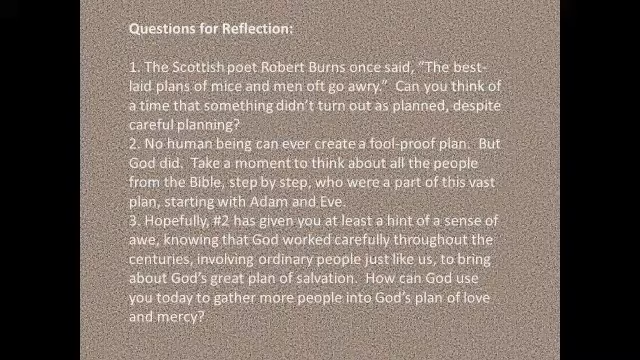 Questions for Reflection:
1. The Scottish poet Robert Burns once said, "The best-
laid plans of mice and men oft go awry."  Can you think of
a time that something didn't turn out as planned, despite
careful planning?
2. No human being can ever create a fool-proof plan.  But
God did.  Take a moment to think about all the people
from the Bible, step by step, who were a part of this vast
plan, starting with Adam and Eve.
3. Hopefully, #2 has given you at least a hint of a sense of
awe, knowing that God worked carefully throughout the
centuries, involving ordinary people just like us, to bring
about God's great plan of salvation.  How can God use
you today to gather more people into God's plan of love
and mercy?